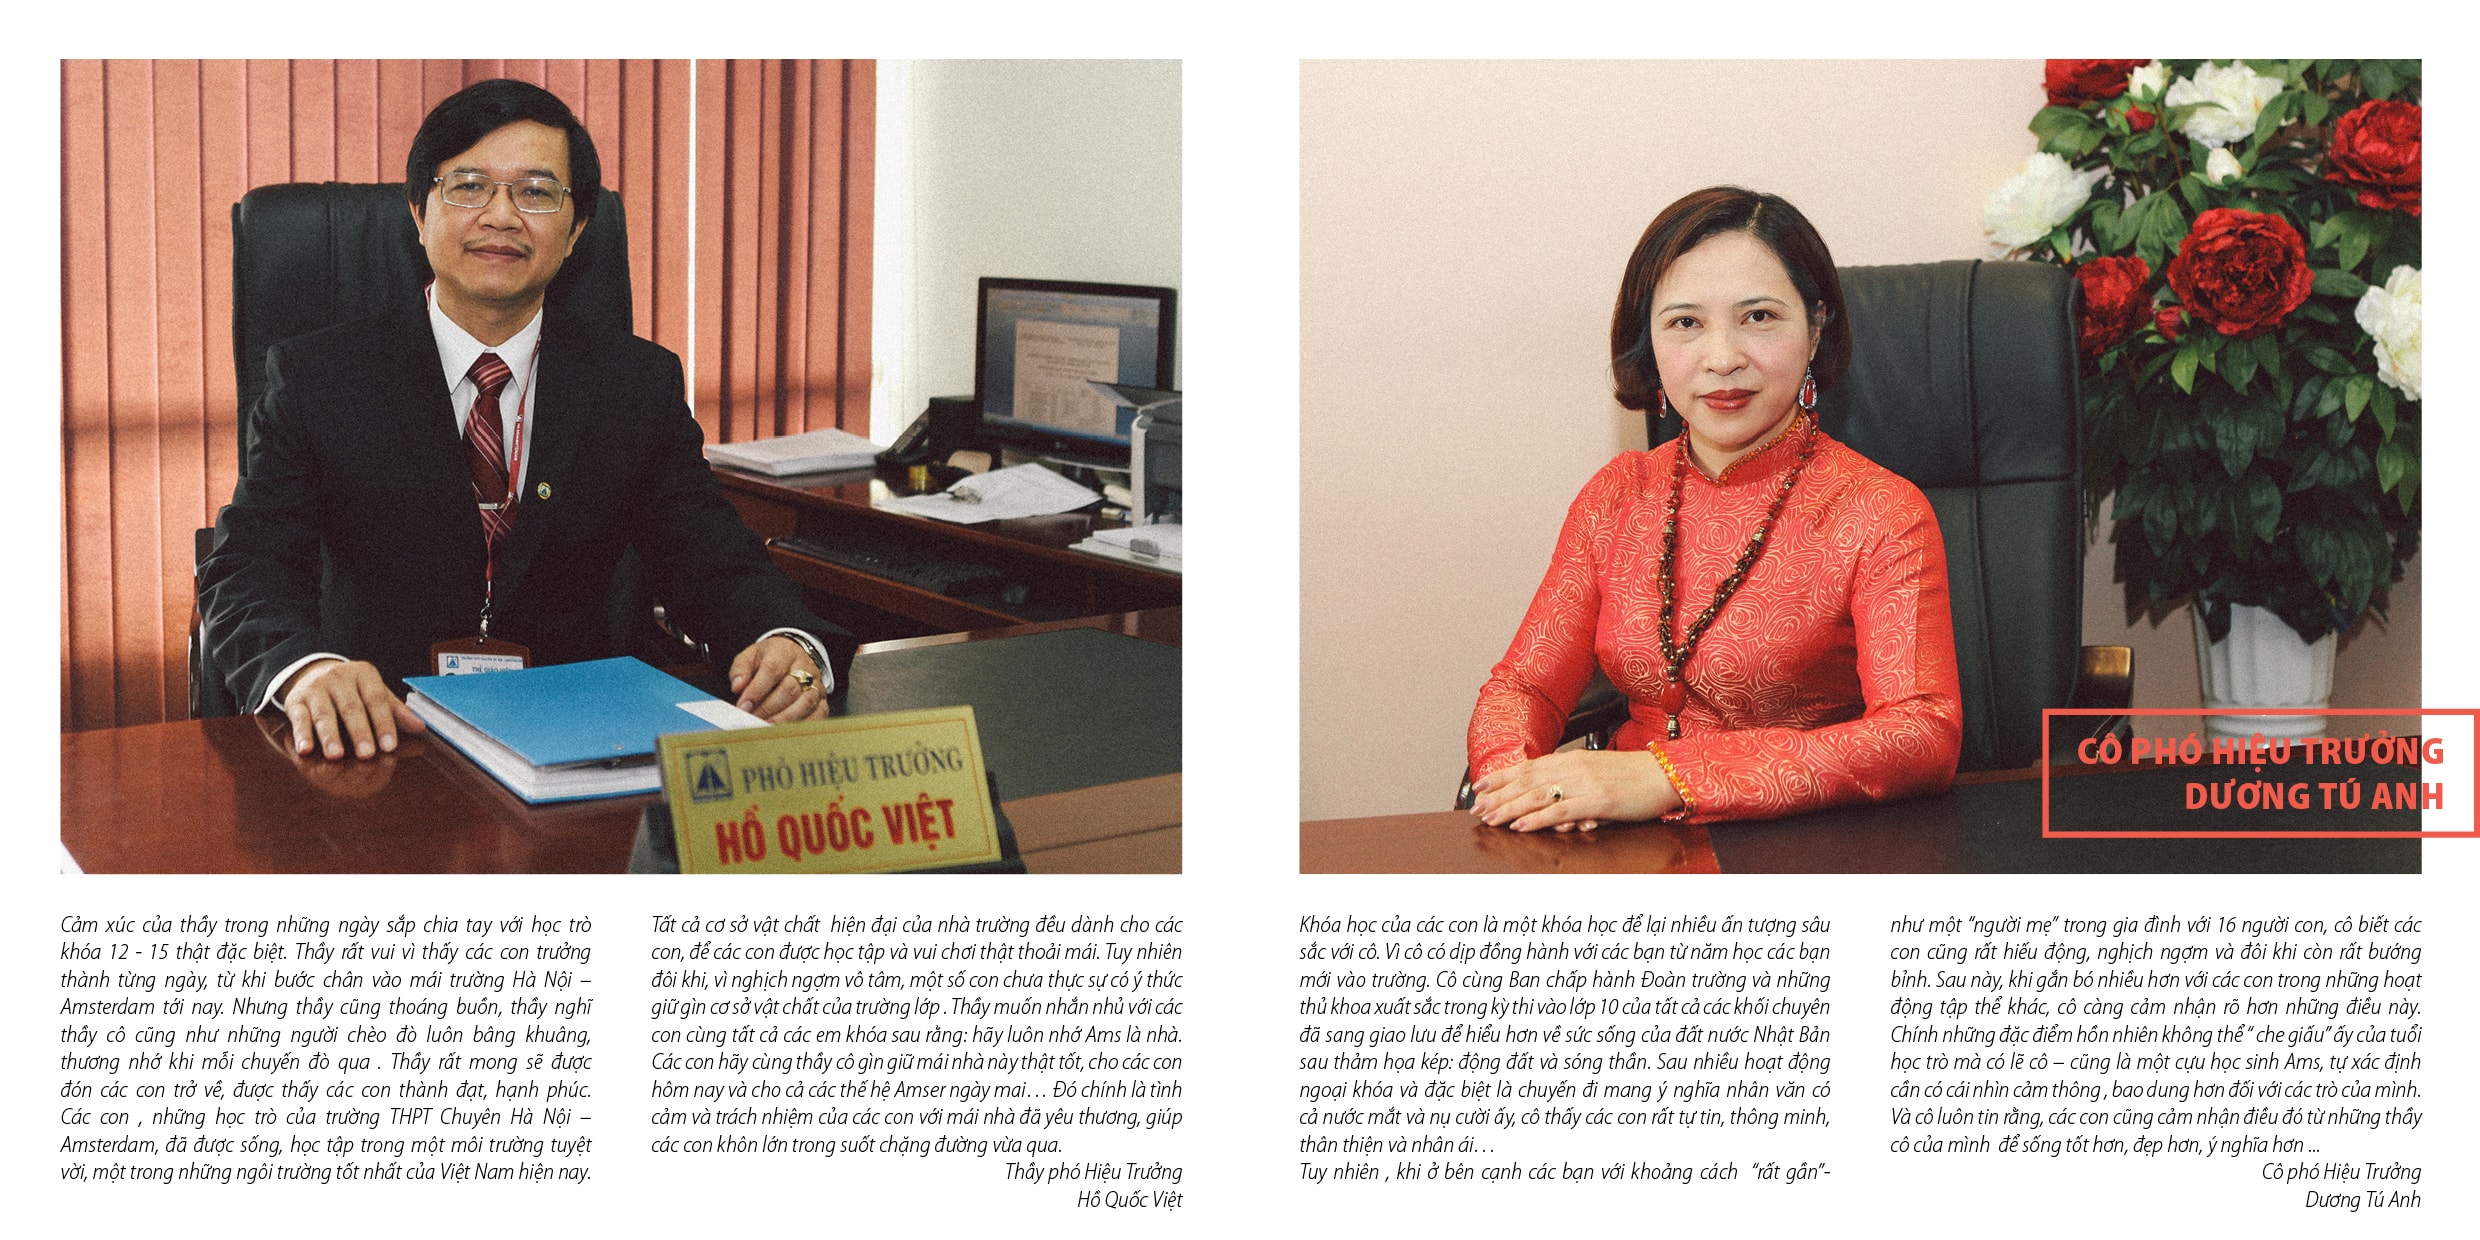 PHÓ HIỆU TRƯỞNG
HỒ QUỐC VIỆT
CÔ PHÓ HIỆU TRƯỞNG
DƯƠNG TÚ ANH
Cảm xúc của thầy trong những ngày sắp chia tay với học trò
khóa 12 - 15 thật đặc biệt. Thầy rất vui vì thấy các con trưởng
thành từng ngày, từ khi bước chân vào mái trường Hà Nội –
Amsterdam tới nay. Nhưng thầy cũng thoáng buồn, thầy nghĩ
thầy cô cũng như những người chèo đò luôn bâng khuâng,
thương nhớ khi mỗi chuyến đò qua . Thầy rất mong sẽ được
đón các con trở về, được thấy các con thành đạt, hạnh phúc.
Các con , những học trò của trường THPT Chuyên Hà Nội –
Amsterdam, đã được sống, học tập trong một môi trường tuyệt
vời, một trong những ngôi trường tốt nhất của Việt Nam hiện nay.
Tất cả cơ sở vật chất hiện đại của nhà trường đều dành cho các
con, để các con được học tập và vui chơi thật thoải mái. Tuy nhiên
đôi khi, vì nghịch ngợm vô tâm, một số con chưa thực sự có ý thức
giữ gìn cơ sở vật chất của trường lớp . Thầy muốn nhắn nhủ với các
con cùng tất cả các em khóa sau rằng: hãy luôn nhớ Ams là nhà.
Các con hãy cùng thầy cô gìn giữ mái nhà này thật tốt, cho các con
hôm nay và cho cả các thế hệ Amser ngày mai… Đó chính là tình
cảm và trách nhiệm của các con với mái nhà đã yêu thương, giúp
các con khôn lớn trong suốt chặng đường vừa qua.
Thầy phó Hiệu Trưởng
Hồ Quốc Việt
Khóa học của các con là một khóa học để lại nhiều ấn tượng sâu
sắc với cô. Vì cô có dịp đồng hành với các bạn từ năm học các bạn
mới vào trường. Cô cùng Ban chấp hành Đoàn trường và những
thủ khoa xuất sắc trong kỳ thi vào lớp 10 của tất cả các khối chuyên
đã sang giao lưu để hiểu hơn về sức sống của đất nước Nhật Bản
sau thảm họa kép: động đất và sóng thần. Sau nhiều hoạt động
ngoại khóa và đặc biệt là chuyến đi mang ý nghĩa nhân văn có
cả nước mắt và nụ cười ấy, cô thấy các con rất tự tin, thông minh,
thân thiện và nhân ái…
Tuy nhiên , khi ở bên cạnh các bạn với khoảng cách “rất gần”-
như một “người mẹ” trong gia đình với 16 người con, cô biết các
con cũng rất hiếu động, nghịch ngợm và đôi khi còn rất bướng
bỉnh. Sau này, khi gắn bó nhiều hơn với các con trong những hoạt
động tập thể khác, cô càng cảm nhận rõ hơn những điều này.
Chính những đặc điểm hồn nhiên không thể “ che giấu” ấy của tuổi
học trò mà có lẽ cô – cũng là một cựu học sinh Ams, tự xác định
cần có cái nhìn cảm thông , bao dung hơn đối với các trò của mình.
Và cô luôn tin rằng, các con cũng cảm nhận điều đó từ những thầy
cô của mình để sống tốt hơn, đẹp hơn, ý nghĩa hơn ...
Cô phó Hiệu Trưởng
Dương Tú Anh